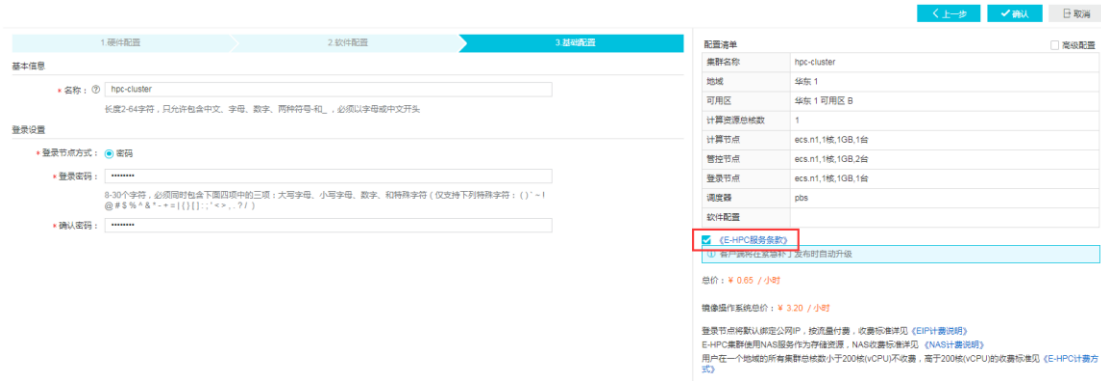 上一步 确认 取消
1.硬件配置 2.软件配置 3.基础配置
基本信息
* 名称： hpc-cluster
长度2-64字符，只允许包含中文、字母、数字、两种符号-和_，必须以字母或中文开头
登录设置
* 登录节点方式： 密码
* 登录密码： ••••••••
8-30个字符，必须同时包含下面四项中的三项：大写字母、小写字母、数字、和特殊字符（仅支持下列特殊字符： ( ) ` ~ !
@ # $ % ^ & * - + = | { } [ ] : ; ' < > , . ? / ）
* 确认密码： ••••••••
配置清单 高级配置
集群名称 hpc-cluster
地域 华东 1
可用区 华东 1 可用区 B
计算资源总核数 1
计算节点 ecs.n1,1核,1GB,1台
管控节点 ecs.n1,1核,1GB,2台
登录节点 ecs.n1,1核,1GB,1台
调度器 pbs
软件配置
《E-HPC服务条款》
客户端将在紧急补丁发布时自动升级
总价：¥ 0.65 / 小时
镜像操作系统总价：¥ 3.20 / 小时
登录节点将默认绑定公网IP，按流量付费，收费标准详见《EIP计费说明》
E-HPC集群使用NAS服务作为存储资源，NAS收费标准详见《NAS计费说明》
用户在一个地域的所有集群总核数小于200核(vCPU)不收费，高于200核(vCPU)的收费标准见《E-HPC计费方
式》